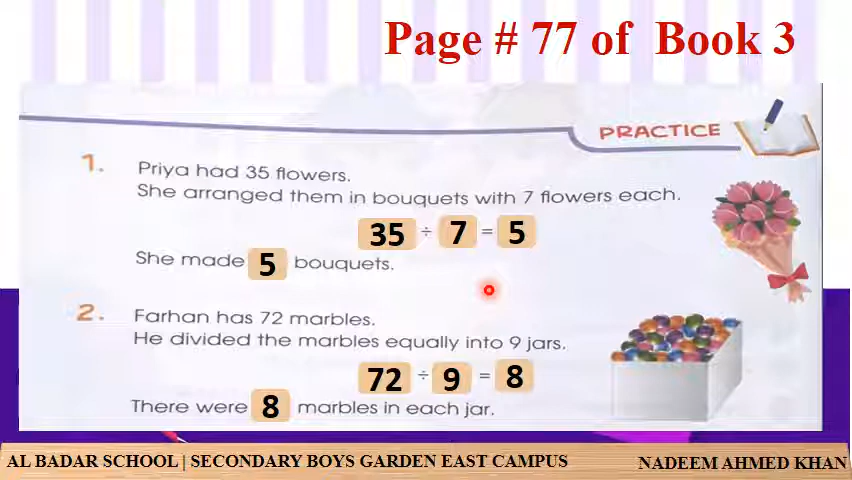 Page # 77 of Book 3
PRACTICE
1. Priya had 35 flowers.
She arranged them in bouquets with 7 flowers each.
35 ÷ 7 = 5
She made 5 bouquets.
2. Farhan has 72 marbles.
He divided the marbles equally into 9 jars.
72 ÷ 9 = 8
There were 8 marbles in each jar.
AL BADAR SCHOOL | SECONDARY BOYS GARDEN EAST CAMPUS
NADEEM AHMED KHAN